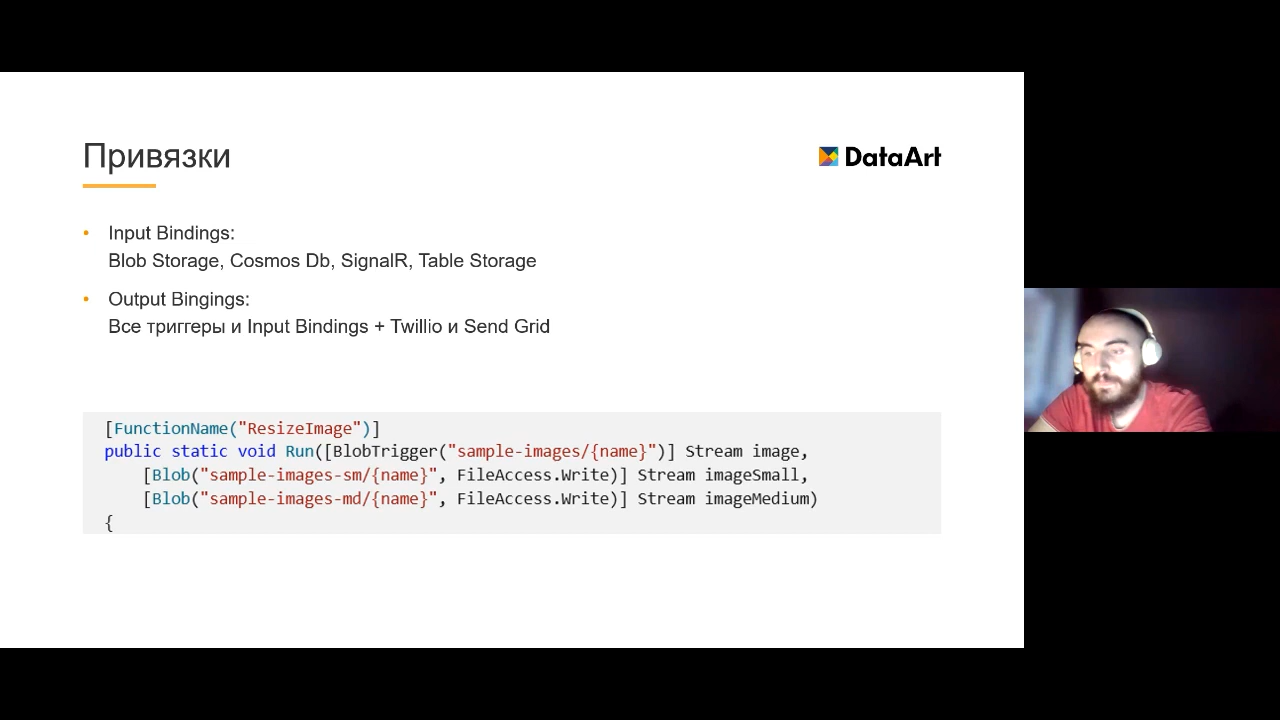 Привязки
DataArt
• Input Bindings:
Blob Storage, Cosmos Db, SignalR, Table Storage
• Output Bingings:
Все триггеры и Input Bindings + Twillio и Send Grid
[FunctionName("ResizeImage")]
public static void Run([BlobTrigger("sample-images/{name}")] Stream image,
[Blob("sample-images-sm/{name}", FileAccess.Write)] Stream imageSmall,
[Blob("sample-images-md/{name}", FileAccess.Write)] Stream imageMedium)
{